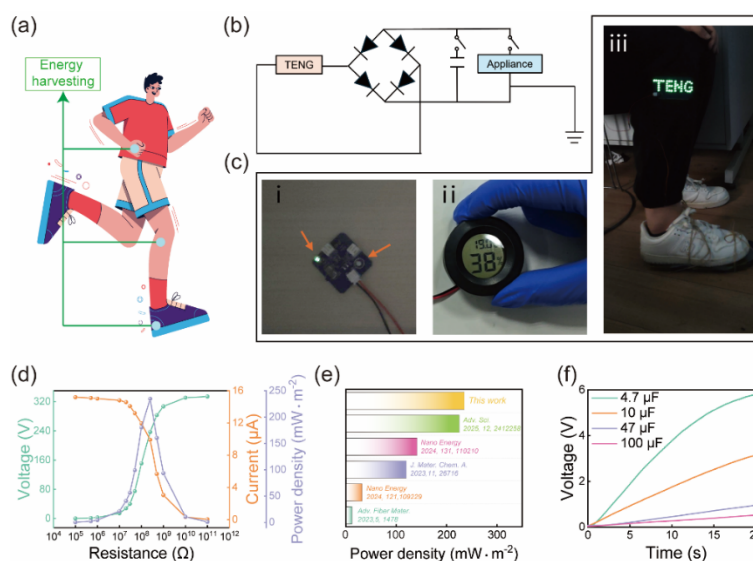 (a)
Energy
harvesting
(b)
TENG
Appliance
(c)
i
ii
38
iii
TENG
(d)
Voltage (V)
320
240
160
80
0
Current (μA)
16
12
8
4
0
Power density (mW·m⁻²)
250
200
150
100
50
0
10⁴ 10⁵ 10⁶ 10⁷ 10⁸ 10⁹ 10¹⁰ 10¹¹ 10¹²
Resistance (Ω)
(e)
This work
Adv. Sci.
2025, 12, 2412258
Nano Energy
2024, 131, 110210
J. Mater. Chem. A
2023,11, 26716
Nano Energy
2024, 121,109229
Adv. Fiber Mater.
2023,5, 1478
0 100 200 300
Power density (mW·m⁻²)
(f)
Voltage (V)
6
4
2
0
4.7 μF
10 μF
47 μF
100 μF
0 10 20
Time (s)